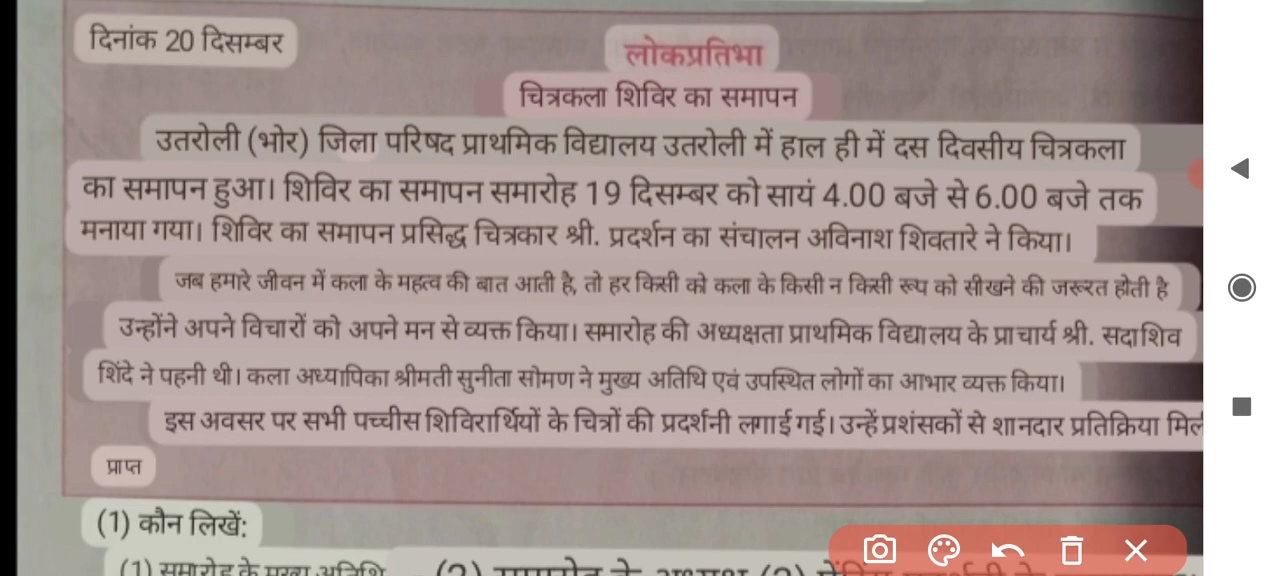 दिनांक 20 दिसम्बर
लोकप्रतिभा
चित्रकला शिविर का समापन
उतरोली (भोर) जिला परिषद प्राथमिक विद्यालय उतरोली में हाल ही में दस दिवसीय चित्रकला
का समापन हुआ। शिविर का समापन समारोह 19 दिसम्बर को सायं 4.00 बजे से 6.00 बजे तक
मनाया गया। शिविर का समापन प्रसिद्ध चित्रकार श्री. प्रदर्शन का संचालन अविनाश शिवतारे ने किया।
जब हमारे जीवन में कला के महत्व की बात आती है, तो हर किसी को कला के किसी न किसी रूप को सीखने की जरूरत होती है
उन्होंने अपने विचारों को अपने मन से व्यक्त किया। समारोह की अध्यक्षता प्राथमिक विद्यालय के प्राचार्य श्री. सदाशिव
शिंदे ने पहनी थी। कला अध्यापिका श्रीमती सुनीता सोमण ने मुख्य अतिथि एवं उपस्थित लोगों का आभार व्यक्त किया।
इस अवसर पर सभी पच्चीस शिविरार्थियों के चित्रों की प्रदर्शनी लगाई गई। उन्हें प्रशंसकों से शानदार प्रतिक्रिया
प्राप्त
(1) कौन लिखें:
(1) समारोह के मुख्य अतिथि